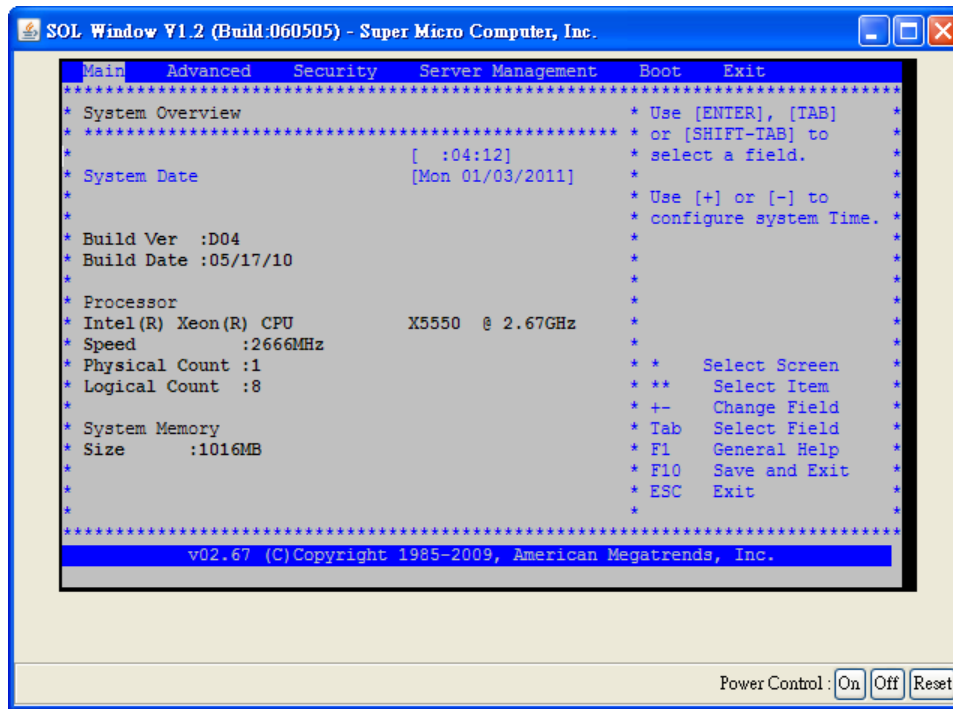 SOL Window V1.2 (Build:060505) - Super Micro Computer, Inc.
Main Advanced Security Server Management Boot Exit
********************************************************************************
* System Overview * Use [ENTER], [TAB] *
* *************************************************** * or [SHIFT-TAB] to *
* [ :04:12] * select a field. *
* System Date [Mon 01/03/2011] * *
* * Use [+] or [-] to *
* * configure system Time. *
* Build Ver :D04 * *
* Build Date :05/17/10 * *
* * *
* Processor * *
* Intel(R) Xeon(R) CPU X5550 @ 2.67GHz * *
* Speed :2666MHz * *
* Physical Count :1 * * Select Screen *
* Logical Count :8 * ** Select Item *
* * +- Change Field *
* System Memory * Tab Select Field *
* Size :1016MB * F1 General Help *
* * F10 Save and Exit *
* * ESC Exit *
* * *
********************************************************************************
v02.67 (C)Copyright 1985-2009, American Megatrends, Inc.
Power Control : On Off Reset